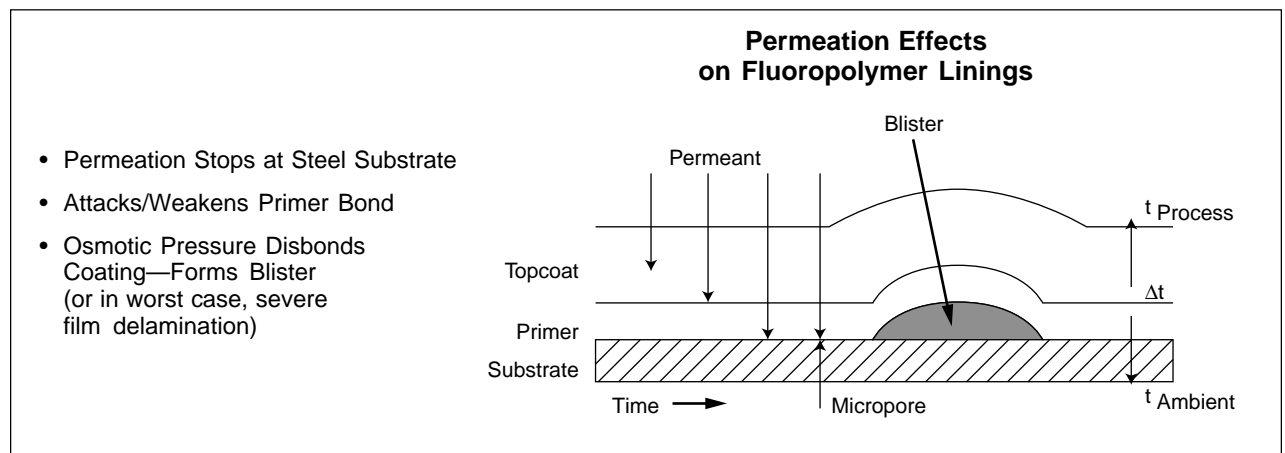 Permeation Effects
on Fluoropolymer Linings
• Permeation Stops at Steel Substrate
• Attacks/Weakens Primer Bond
• Osmotic Pressure Disbonds
Coating—Forms Blister
(or in worst case, severe
film delamination)
Blister
Permeant
t Process
Topcoat
Δt
Primer
Substrate
Time
Micropore
t Ambient